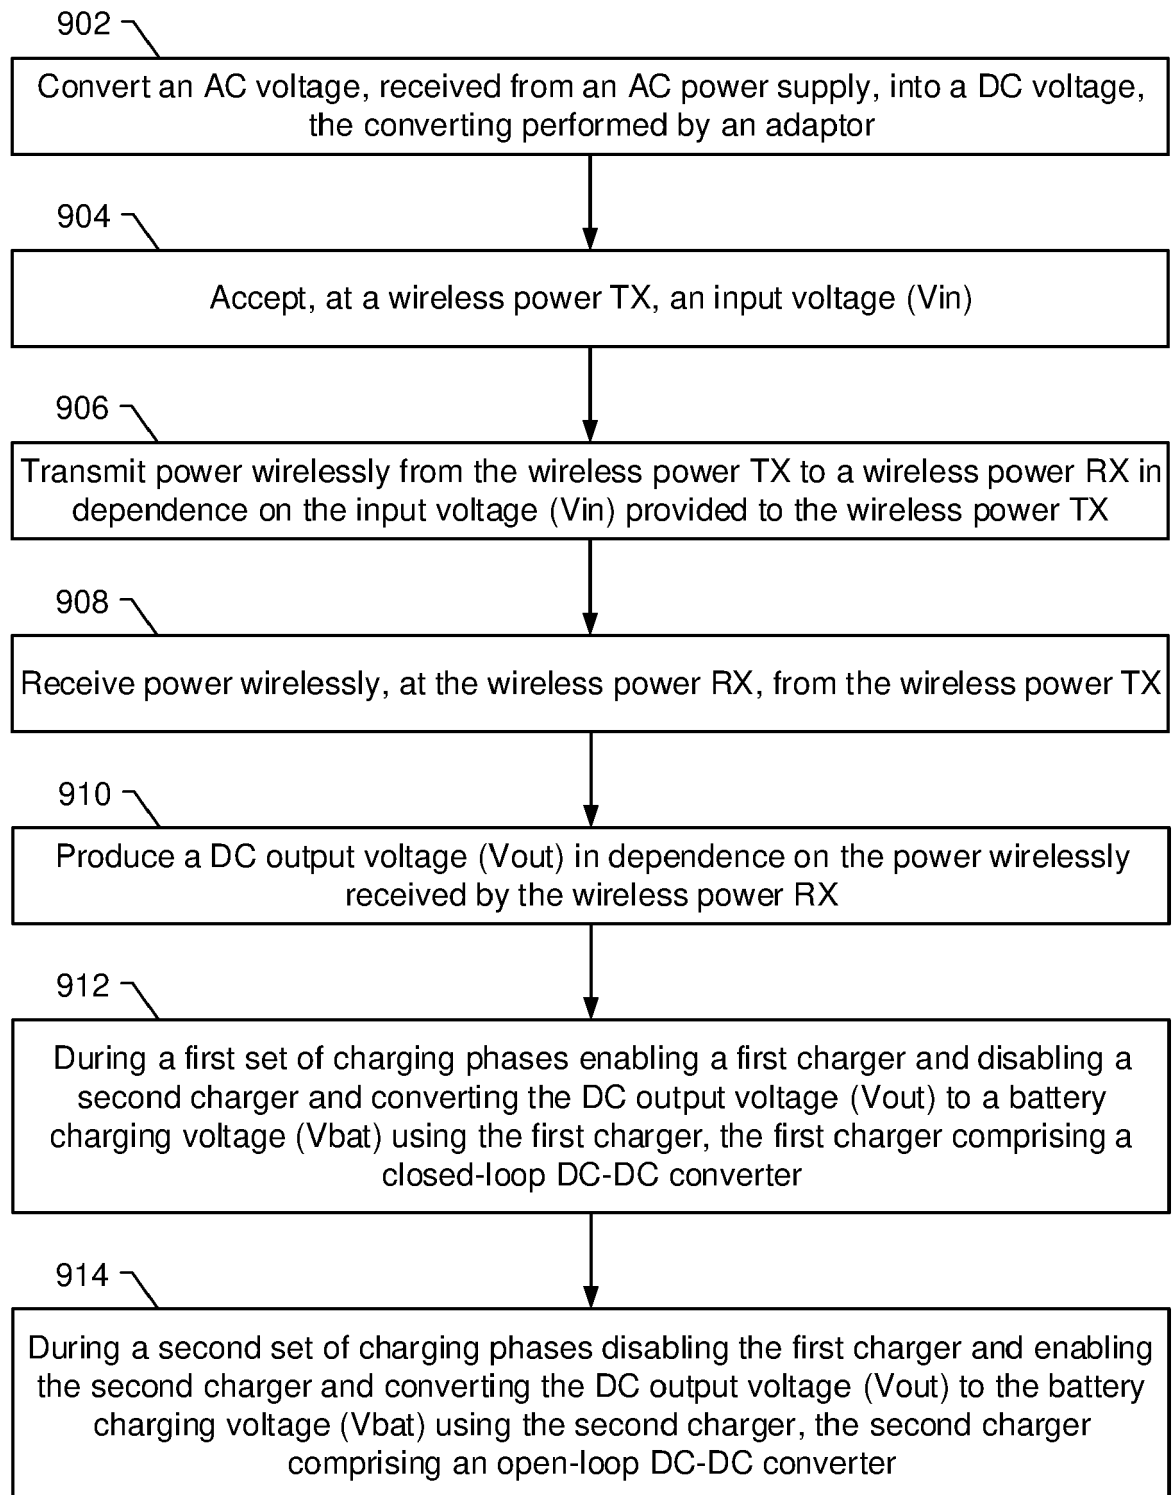 902
Convert an AC voltage, received from an AC power supply, into a DC voltage,
the converting performed by an adaptor
904
Accept, at a wireless power TX, an input voltage (Vin)
906
Transmit power wirelessly from the wireless power TX to a wireless power RX in
dependence on the input voltage (Vin) provided to the wireless power TX
908
Receive power wirelessly, at the wireless power RX, from the wireless power TX
910
Produce a DC output voltage (Vout) in dependence on the power wirelessly
received by the wireless power RX
912
During a first set of charging phases enabling a first charger and disabling a
second charger and converting the DC output voltage (Vout) to a battery
charging voltage (Vbat) using the first charger, the first charger comprising a
closed-loop DC-DC converter
914
During a second set of charging phases disabling the first charger and enabling
the second charger and converting the DC output voltage (Vout) to the battery
charging voltage (Vbat) using the second charger, the second charger
comprising an open-loop DC-DC converter